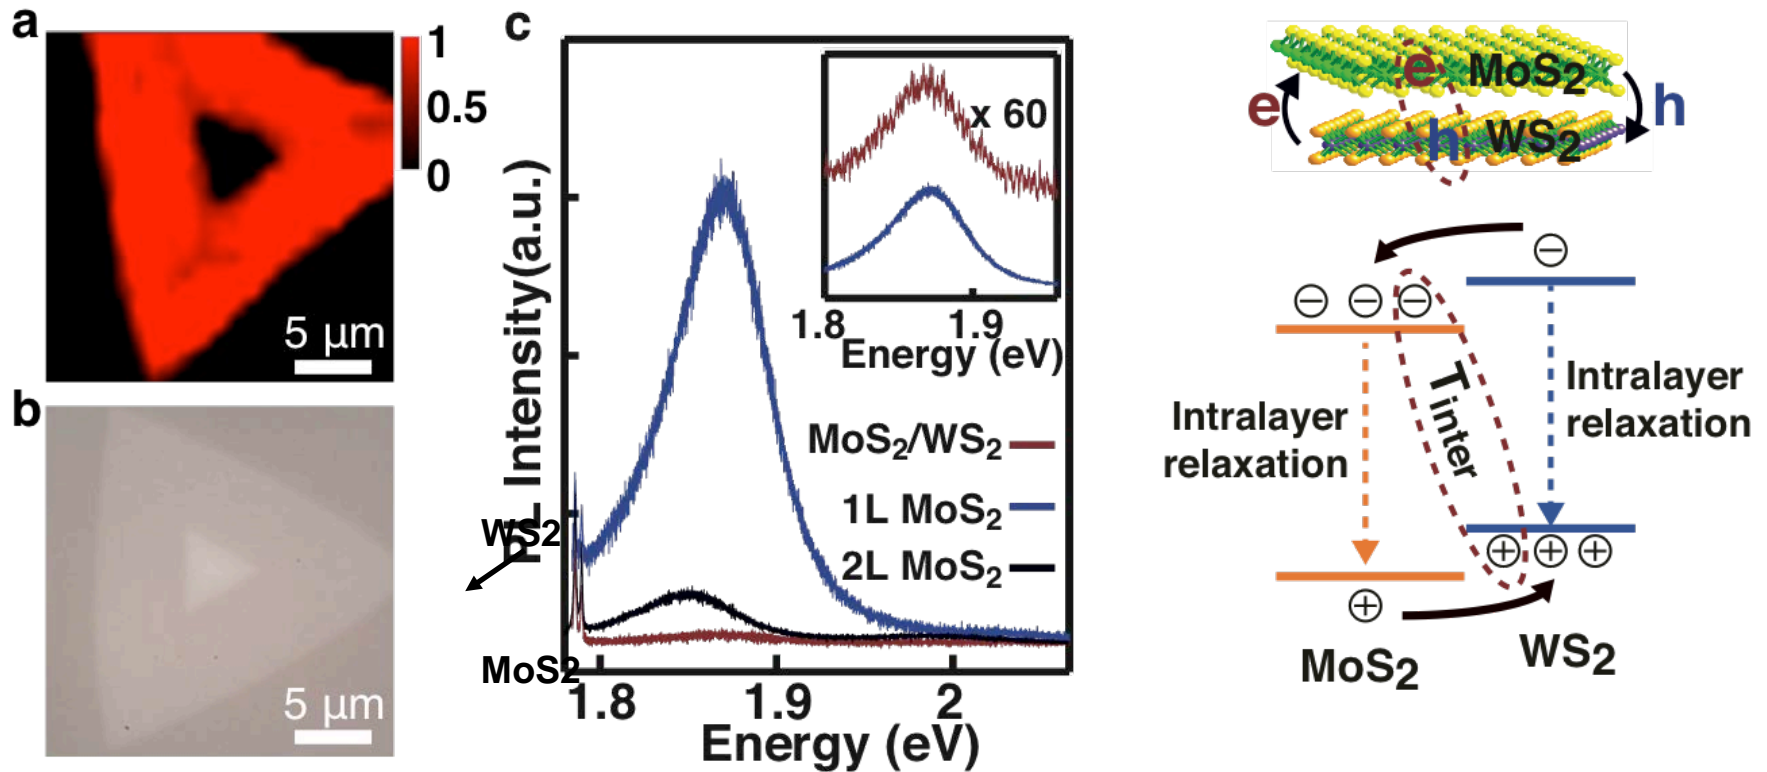 a
1
0.5
0
5 μm
b
5 μm
c
PL Intensity(a.u.)
x 60
1.8
1.9
Energy (eV)
MoS2/WS2
1L MoS2
2L MoS2
WS2
MoS2
1.8
1.9
2
Energy (eV)
e
MoS2
e
h
h
WS2
−
− − −
Intralayer
relaxation
Tinter
Intralayer
relaxation
+ + +
+
MoS2
WS2